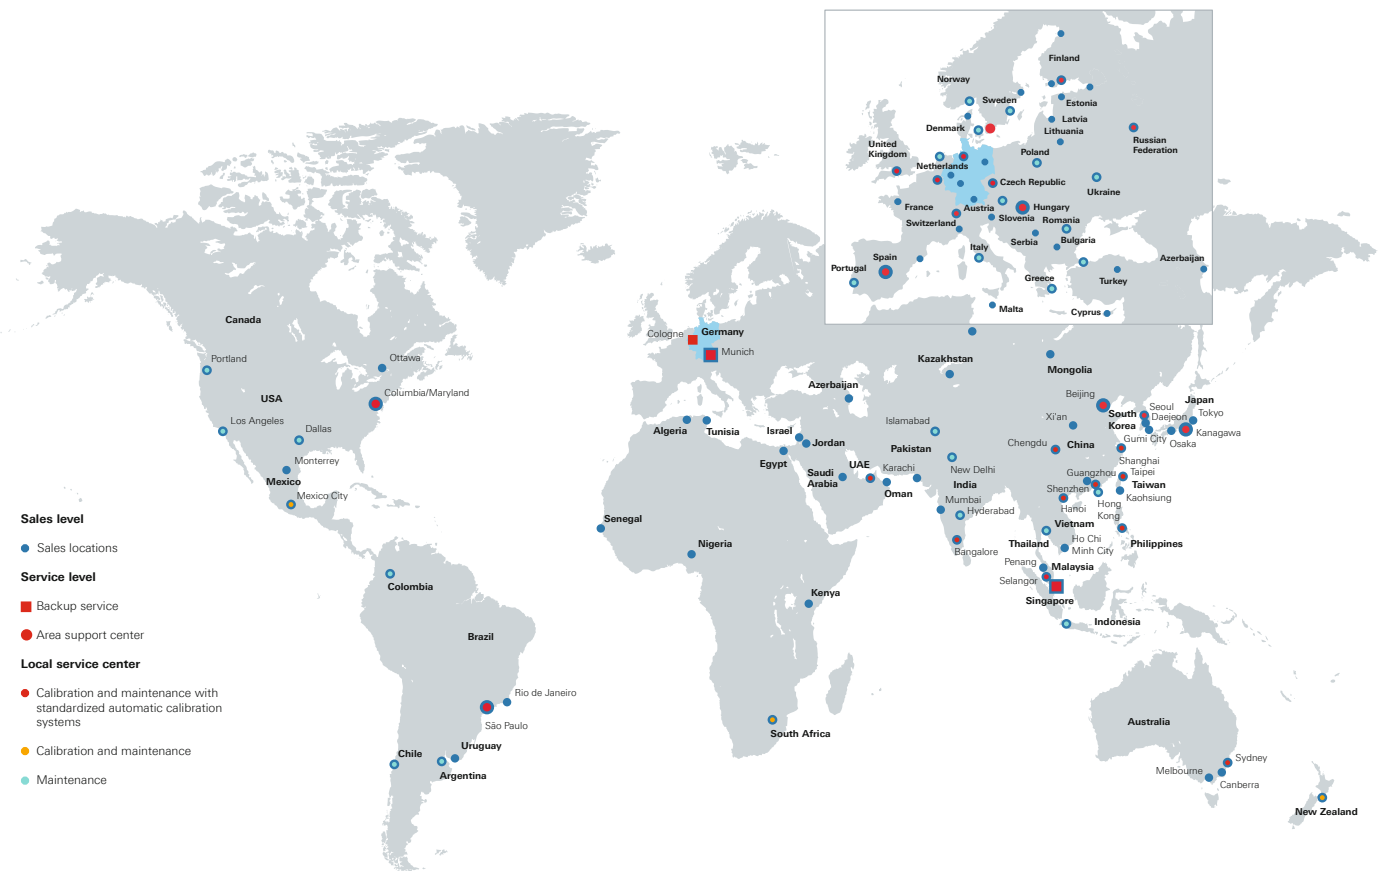 Finland
Norway
Sweden
Estonia
Latvia
Denmark
Lithuania
Russian
Federation
United
Kingdom
Poland
Netherlands
Czech Republic
Ukraine
France
Austria
Hungary
Switzerland
Slovenia
Romania
Serbia
Bulgaria
Italy
Spain
Azerbaijan
Portugal
Greece
Turkey
Malta
Cyprus
Canada
Portland
Ottawa
USA
Columbia/Maryland
Los Angeles
Dallas
Monterrey
Mexico
Mexico City
Cologne
Germany
Munich
Kazakhstan
Mongolia
Azerbaijan
Beijing
Japan
Seoul
Tokyo
South
Korea
Daejeon
Xi'an
Islamabad
Kanagawa
Algeria
Tunisia
Israel
Jordan
Gumi City
Osaka
Chengdu
China
Pakistan
Egypt
Shanghai
UAE
Karachi
New Delhi
Saudi
Arabia
Guangzhou
Taipei
India
Taiwan
Shenzhen
Oman
Kaohsiung
Mumbai
Hyderabad
Hanoi
Hong
Kong
Senegal
Vietnam
Nigeria
Thailand
Ho Chi
Minh City
Philippines
Bangalore
Penang
Malaysia
Selangor
Singapore
Kenya
Indonesia
Colombia
Brazil
Rio de Janeiro
São Paulo
Chile
Uruguay
Argentina
South Africa
Australia
Sydney
Melbourne
Canberra
New Zealand
Sales level
Sales locations
Service level
Backup service
Area support center
Local service center
Calibration and maintenance with
standardized automatic calibration
systems
Calibration and maintenance
Maintenance